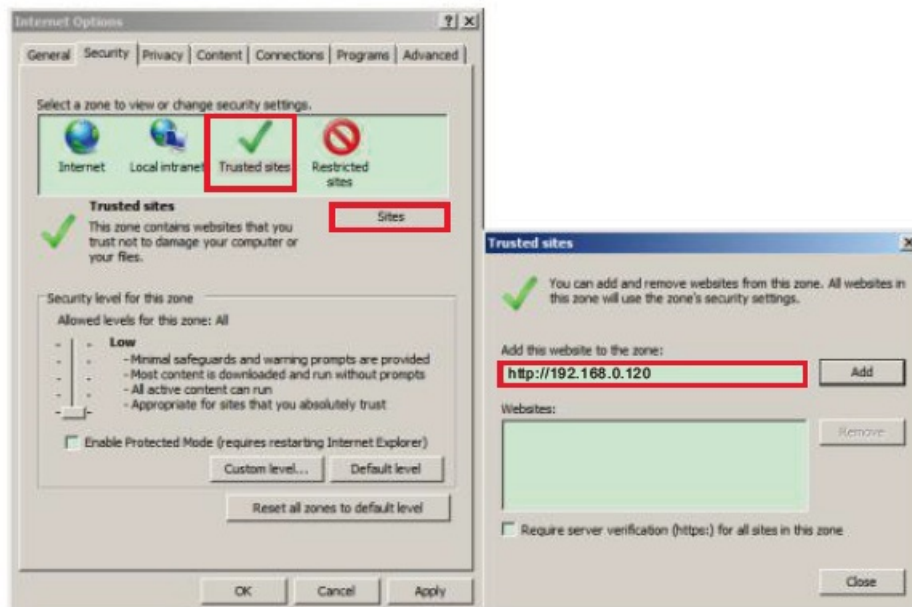 Internet Options
General Security Privacy Content Connections Programs Advanced
Select a zone to view or change security settings.
Internet
Local intranet
Trusted sites
Restricted
sites
Trusted sites
This zone contains websites that you
trust not to damage your computer or
your files.
Sites
Security level for this zone
Allowed levels for this zone: All
Low
- Minimal safeguards and warning prompts are provided
- Most content is downloaded and run without prompts
- All active content can run
- Appropriate for sites that you absolutely trust
Enable Protected Mode (requires restarting Internet Explorer)
Custom level... Default level
Reset all zones to default level
OK Cancel Apply
Trusted sites
You can add and remove websites from this zone. All websites in
this zone will use the zone's security settings.
Add this website to the zone:
http://192.168.0.120
Add
Websites:
Remove
Require server verification (https:) for all sites in this zone
Close